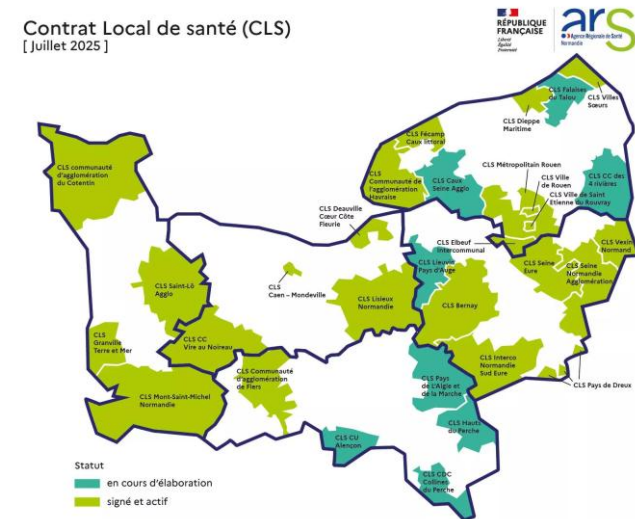 Contrat Local de santé (CLS)
[ Juillet 2025 ]
RÉPUBLIQUE
FRANÇAISE
Liberté
Égalité
Fraternité
ars
Agence Régionale de Santé
Normandie
CLS Falaises
du Talou
CLS Villes
Sœurs
CLS Dieppe
Maritime
CLS Fécamp
Caux littoral
CLS communauté
d'agglomération
du Cotentin
CLS
Communauté de
l'agglomération
Havraise
CLS Caux
Seine Agglo
CLS Métropolitain Rouen
CLS Ville
de Rouen
CLS Ville de Saint
Etienne du Rouvray
CLS CC des
4 rivières
CLS Deauville
Cœur Côte
Fleurie
CLS Elbeuf
Intercommunal
CLS Vexin
Normand
CLS Lieuvin
Pays d'Auge
CLS Seine
Eure
CLS Seine
Normandie
Agglomération
CLS
Caen – Mondeville
CLS Saint-Lô
Agglo
CLS Lisieux
Normandie
CLS Bernay
CLS
Granville
Terre et Mer
CLS CC
Vire au Noireau
CLS Interco
Normandie
Sud Eure
CLS Communauté
d'agglomération
de Flers
CLS Pays
de L'Aigle et
de la Marche
CLS Pays de Dreux
CLS Mont-Saint-Michel
Normandie
CLS Hauts
du Perche
CLS CU
Alençon
CLS CDC
Collines
du Perche
Statut
en cours d'élaboration
signé et actif